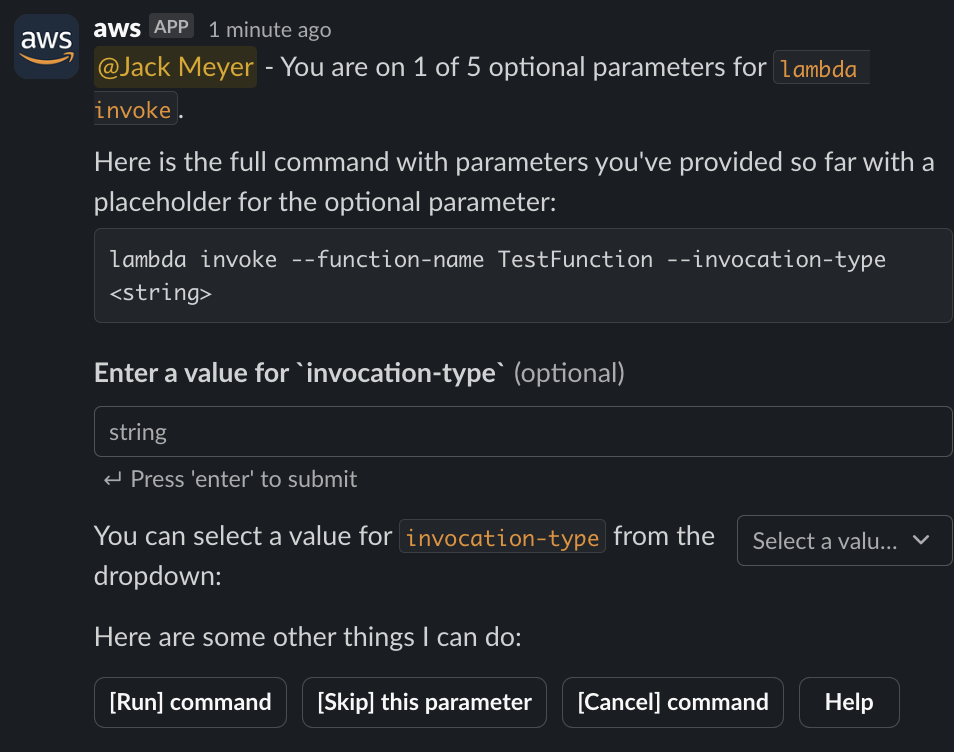 aws
aws APP 1 minute ago
@Jack Meyer - You are on 1 of 5 optional parameters for lambda
invoke.
Here is the full command with parameters you've provided so far with a
placeholder for the optional parameter:
lambda invoke --function-name TestFunction --invocation-type
<string>
Enter a value for `invocation-type` (optional)
string
↵ Press 'enter' to submit
You can select a value for invocation-type from the
dropdown:
Select a valu...
Here are some other things I can do:
[Run] command [Skip] this parameter [Cancel] command Help